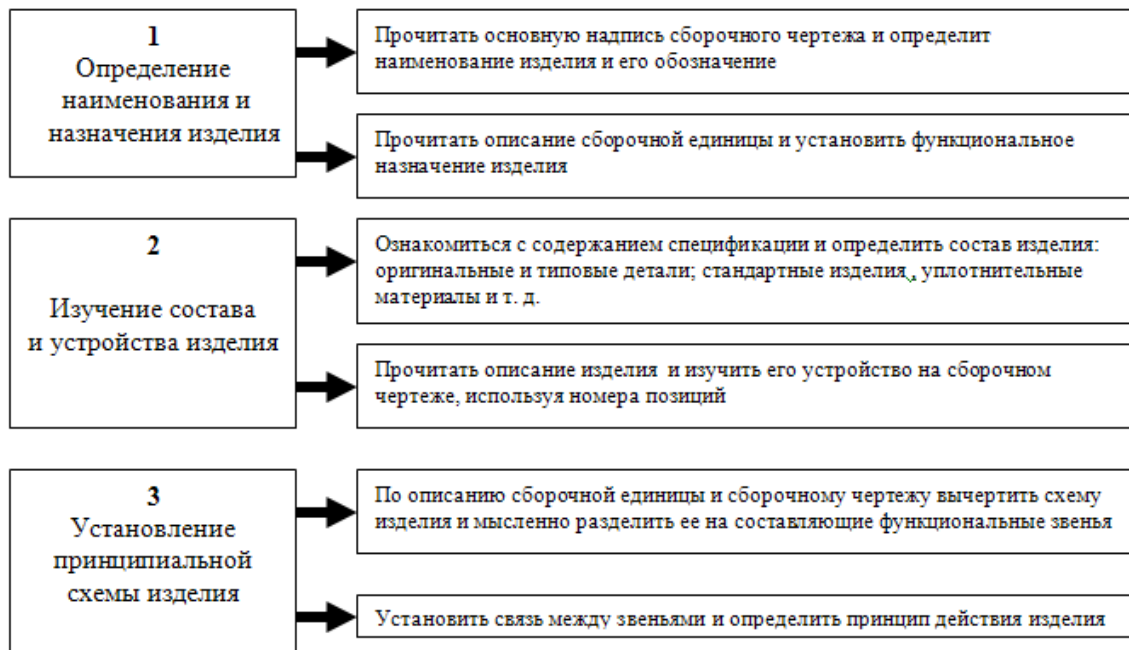 1
Определение
наименования и
назначения изделия
Прочитать основную надпись сборочного чертежа и определит
наименование изделия и его обозначение
Прочитать описание сборочной единицы и установить функциональное
назначение изделия
2
Изучение состава
и устройства изделия
Ознакомиться с содержанием спецификации и определить состав изделия:
оригинальные и типовые детали; стандартные изделия , уплотнительные
материалы и т. д.
Прочитать описание изделия и изучить его устройство на сборочном
чертеже, используя номера позиций
3
Установление
принципиальной
схемы изделия
По описанию сборочной единицы и сборочному чертежу вычертить схему
изделия и мысленно разделить ее на составляющие функциональные звенья
Установить связь между звеньями и определить принцип действия изделия